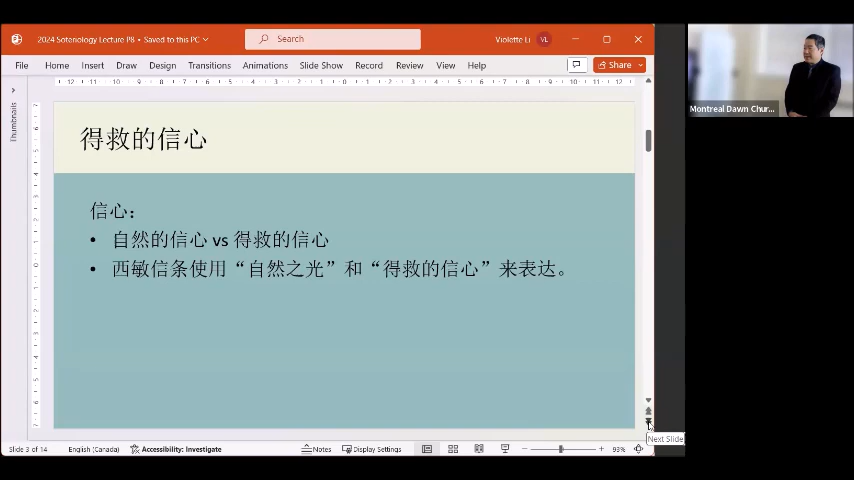 2024 Soteriology Lecture P8 • Saved to this PC
Search
Violette Li
VL
File Home Insert Draw Design Transitions Animations Slide Show Record Review View Help
Share
Thumbnails
得救的信心
信心：
• 自然的信心 vs 得救的信心
• 西敏信条使用“自然之光”和“得救的信心”来表达。
Next Slide
Slide 3 of 14
English (Canada)
Accessibility: Investigate
Notes
Display Settings
93%
Montreal Dawn Chur...